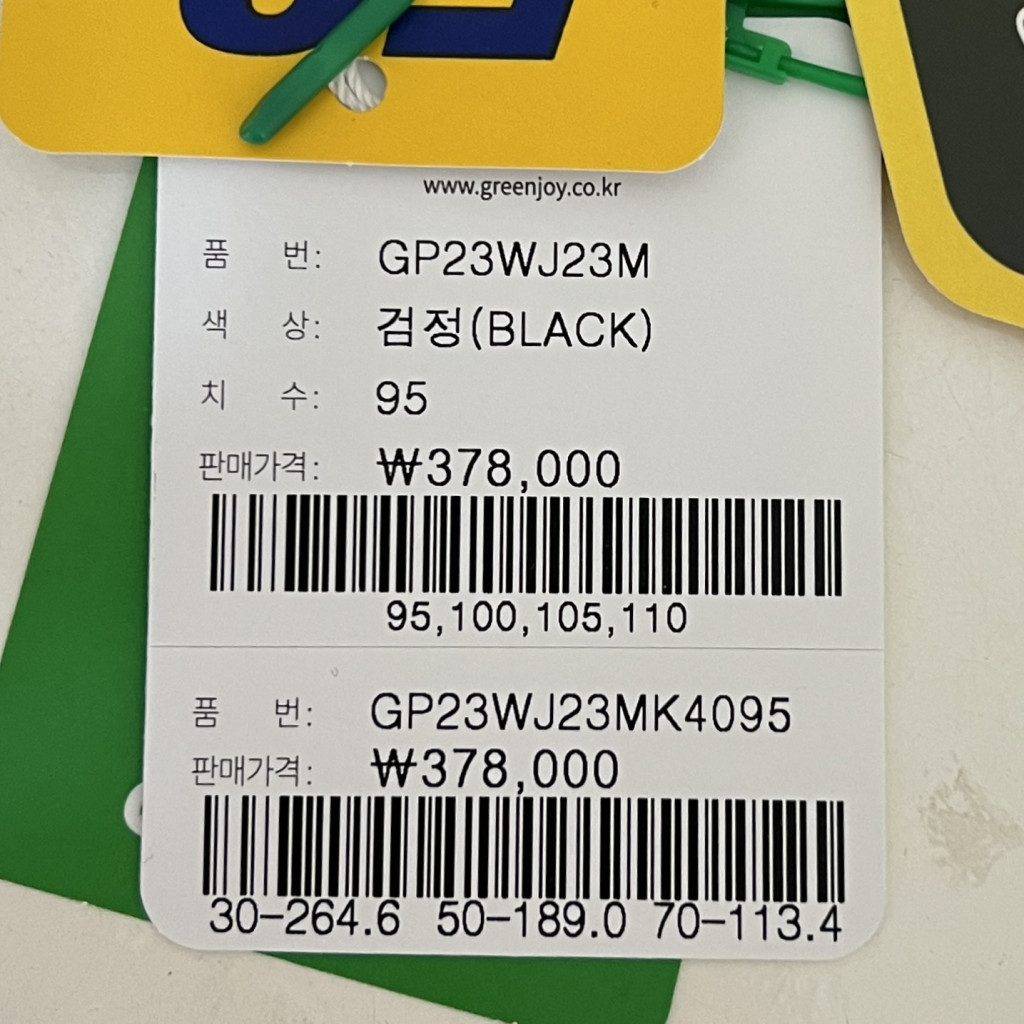 www.greenjoy.co.kr
품 번: GP23WJ23M
색 상: 검정(BLACK)
치 수: 95
판매가격: ₩378,000
95,100,105,110
품 번: GP23WJ23MK4095
판매가격: ₩378,000
30-264.6 50-189.0 70-113.4